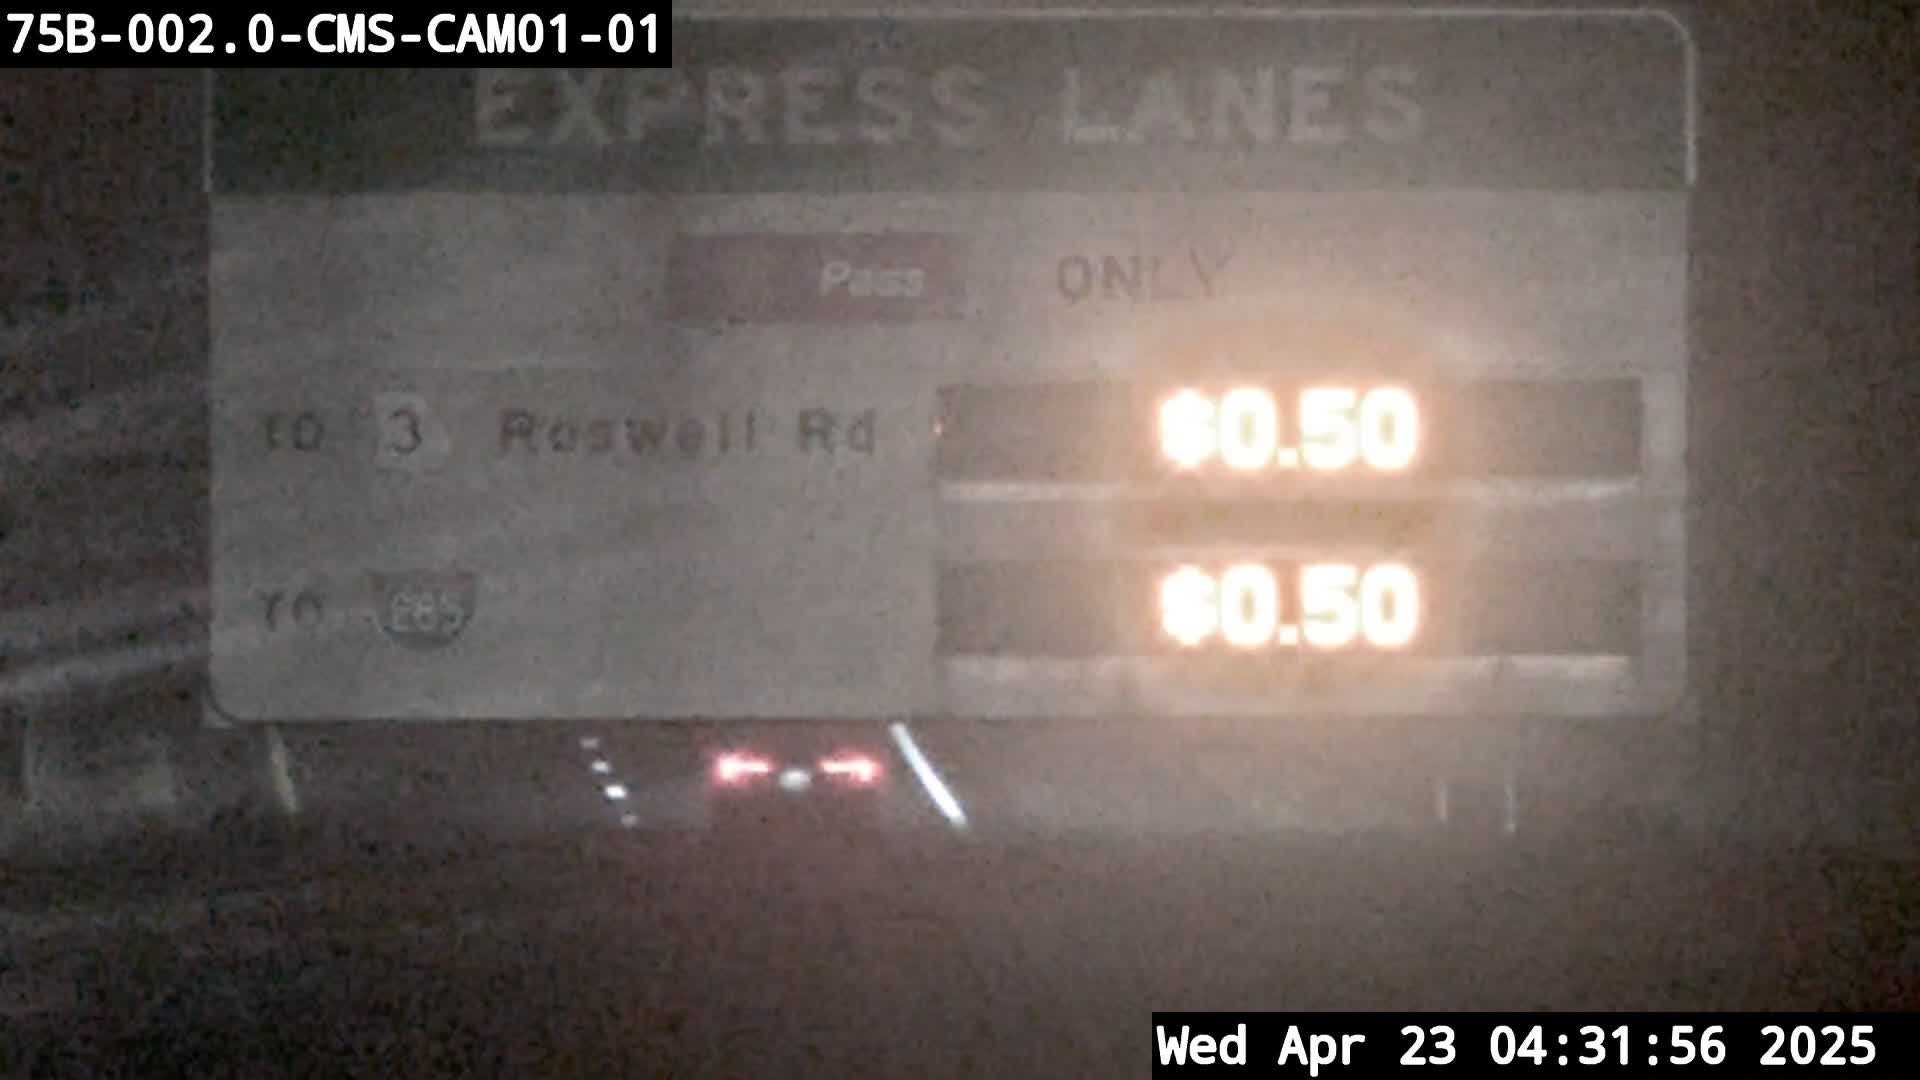 75B-002.0-CMS-CAM01-01
EXPRESS LANES
Pass ONLY
TO 3 Roswell Rd $0.50
TO 285 $0.50
Wed Apr 23 04:31:56 2025